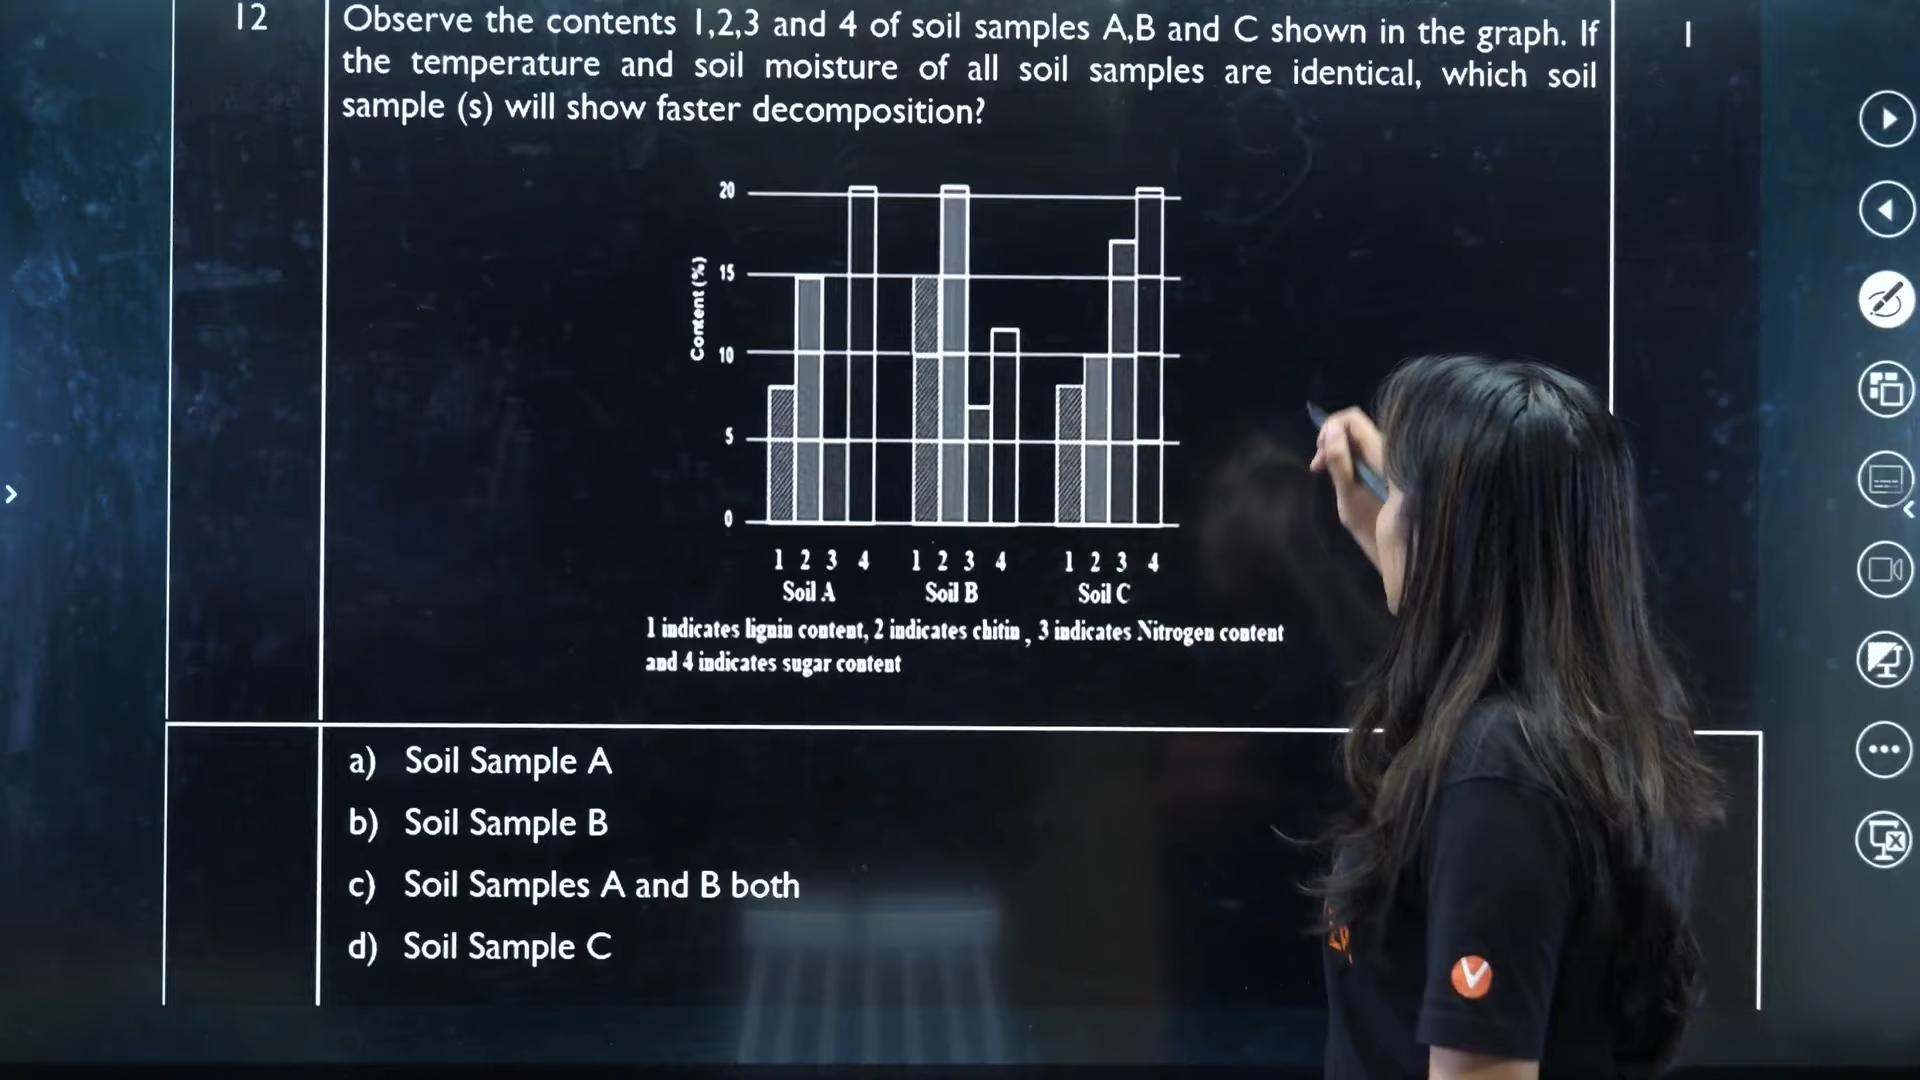 12
Observe the contents 1,2,3 and 4 of soil samples A,B and C shown in the graph. If
the temperature and soil moisture of all soil samples are identical, which soil
sample (s) will show faster decomposition?
1
Content (%)
20
15
10
5
0
1 2 3 4 1 2 3 4 1 2 3 4
Soil A Soil B Soil C
1 indicates lignin content, 2 indicates chitin , 3 indicates Nitrogen content
and 4 indicates sugar content
a) Soil Sample A
b) Soil Sample B
c) Soil Samples A and B both
d) Soil Sample C
V